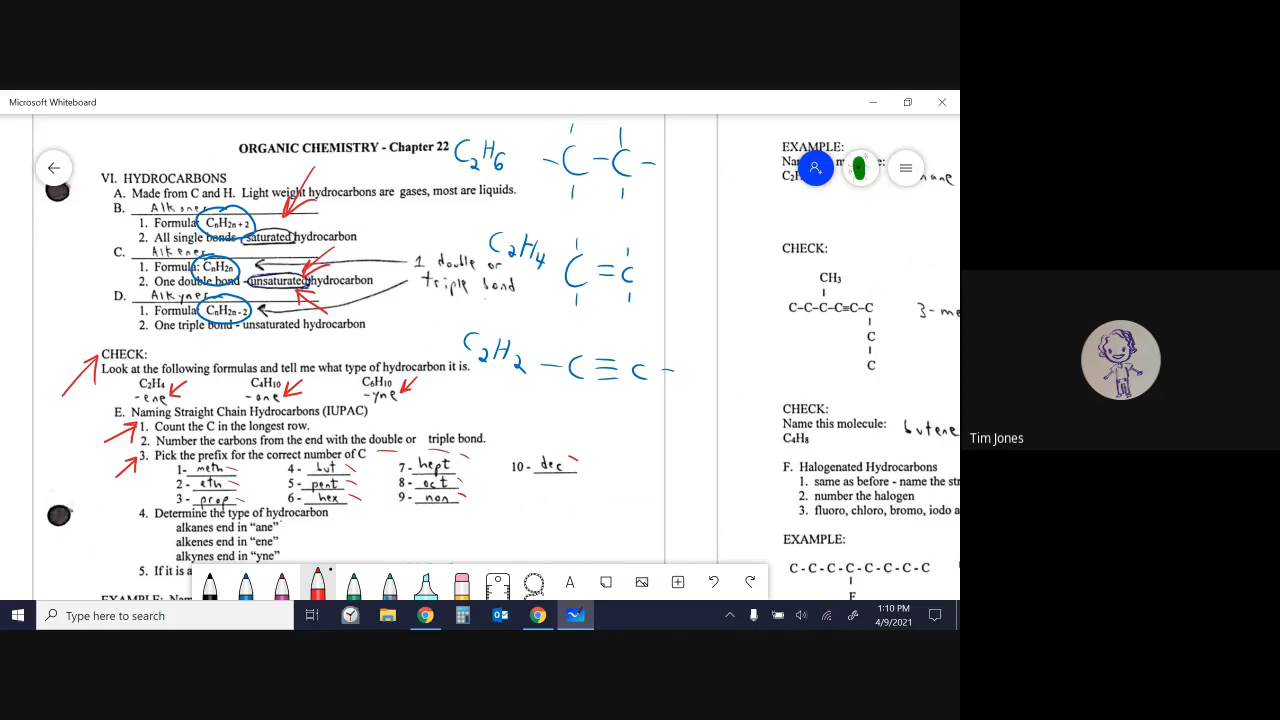 Microsoft Whiteboard
ORGANIC CHEMISTRY - Chapter 22
C2H6
- C - C -
VI. HYDROCARBONS
A. Made from C and H. Light weight hydrocarbons are gases, most are liquids.
B. Alkanes
1. Formula: CnH2n+2
2. All single bonds - saturated hydrocarbon
C. Alkenes
1. Formula: CnH2n
2. One double bond - unsaturated hydrocarbon
D. Alkynes
1. Formula: CnH2n-2
2. One triple bond - unsaturated hydrocarbon
1 double or
triple bond
C2H4
C = C
C2H2
- C ≡ C -
CHECK:
Look at the following formulas and tell me what type of hydrocarbon it is.
C2H4 C4H10 C6H10
-ene -ane -yne
E. Naming Straight Chain Hydrocarbons (IUPAC)
1. Count the C in the longest row.
2. Number the carbons from the end with the double or triple bond.
3. Pick the prefix for the correct number of C
1- meth 4 - but 7 - hept 10 - dec
2 - eth 5 - pent 8 - oct
3 - prop 6 - hex 9 - non
4. Determine the type of hydrocarbon
alkanes end in “ane”
alkenes end in “ene”
alkynes end in “yne”
5. If it is a
EXAMPLE:
CHECK:
CH3
C-C-C-C≡C-C
C
C
3-me
CHECK:
Name this molecule:
C4H8
butene
F. Halogenated Hydrocarbons
1. same as before - name the st
2. number the halogen
3. fluoro, chloro, bromo, iodo a
EXAMPLE:
C - C - C - C - C - C - C - C
F
Tim Jones
A
Type here to search
1:10 PM
4/9/2021